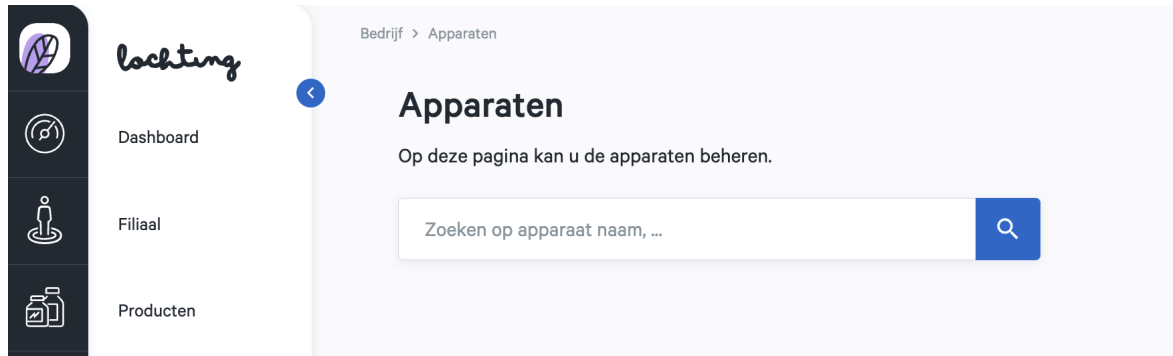 lochting
Dashboard
Filiaal
Producten
Bedrijf > Apparaten
Apparaten
Op deze pagina kan u de apparaten beheren.
Zoeken op apparaat naam, ...